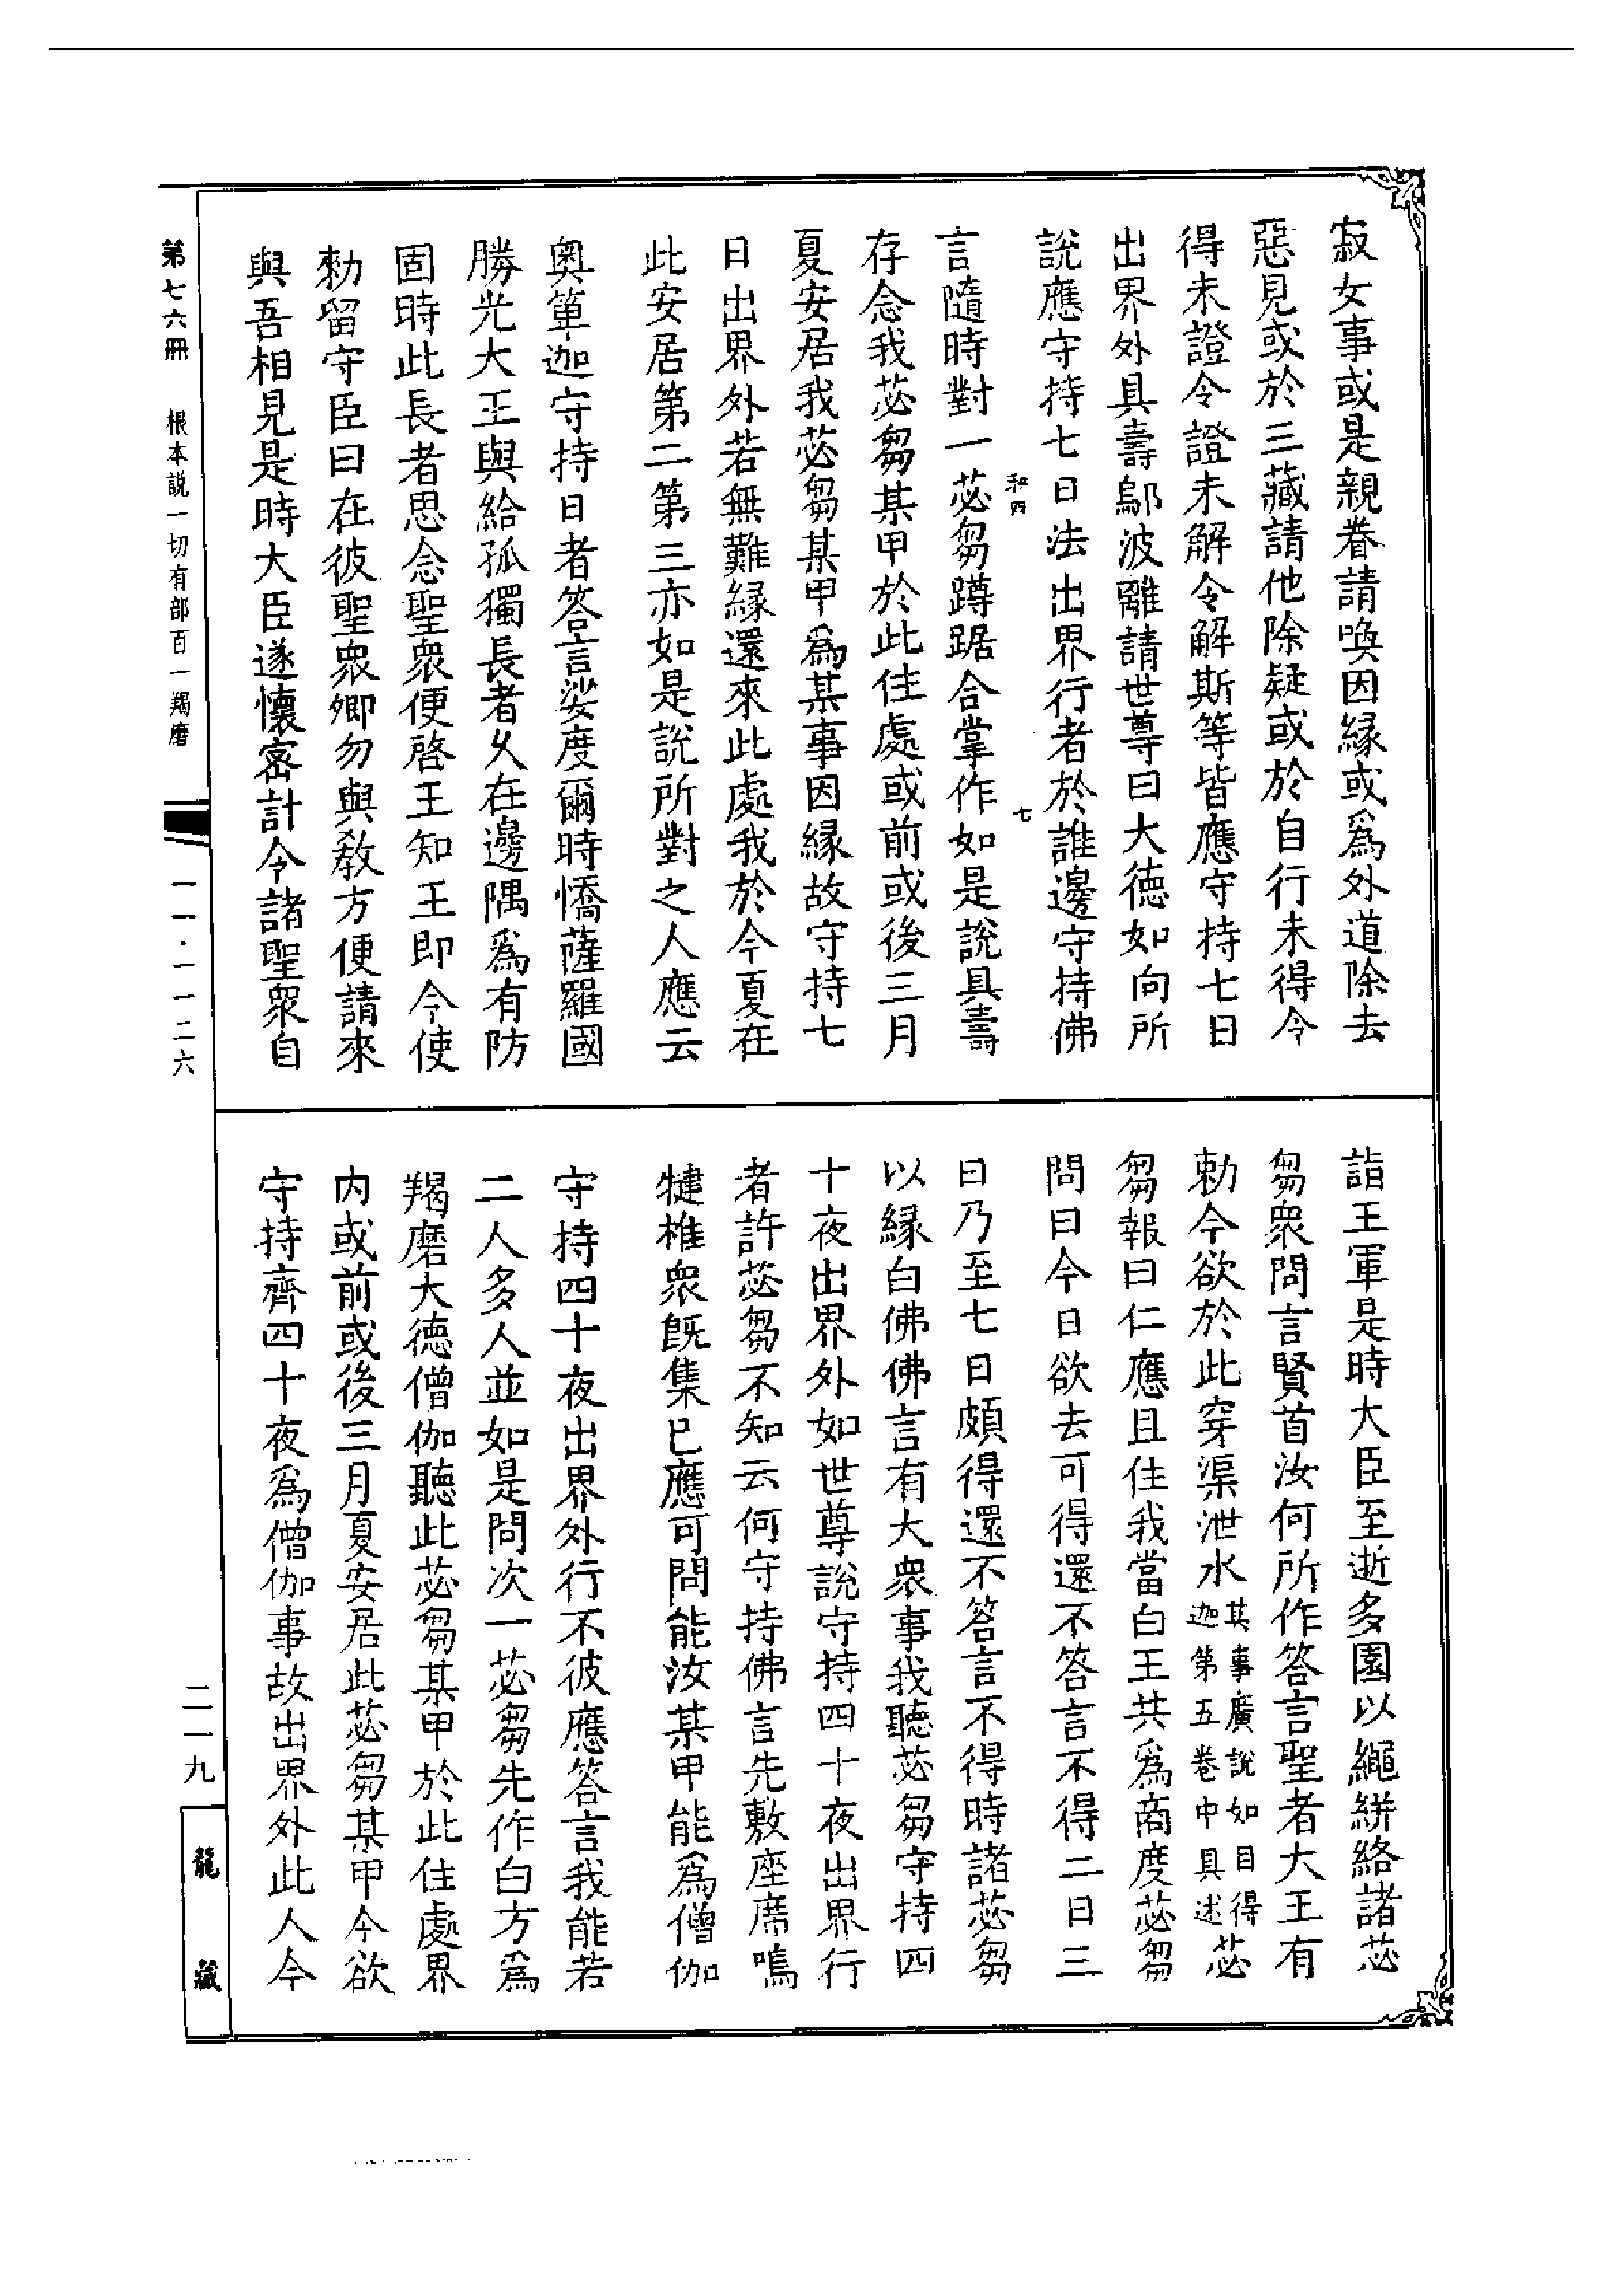 寂女事或是親眷請喚因緣或爲外道除去
惡見或於三藏請他除疑或於自行未得令
得未證令證未解令解斯等皆應守持七日
出界外具壽鄔波離請世尊曰大德如向所
說應守持七日法出界行者於誰邊守持佛
和四 七
言隨時對一苾芻蹲踞合掌作如是說具壽
存念我苾芻某甲於此住處或前或後三月
夏安居我苾芻某甲爲某事因緣故守持七
日出界外若無難緣還來此處我於今夏在
此安居第二第三亦如是說所對之人應云
奧箄迦守持日者答言娑度爾時憍薩羅國
勝光大王與給孤獨長者久在邊隅爲有防
固時此長者思念聖衆便啓王知王即令使
勑留守臣曰在彼聖衆卿勿與教方便請來
與吾相見是時大臣遂懷密計今諸聖衆自
詣王軍是時大臣至逝多園以繩絣絡諸苾
芻衆問言賢首汝何所作答言聖者大王有
勅今欲於此穿渠泄水其事廣說如目得迦第五卷中具述苾
芻報曰仁應且住我當白王共爲商度苾芻
問曰今日欲去可得還不答言不得二日三
日乃至七日頗得還不答言不得時諸苾芻
以緣白佛佛言有大衆事我聽苾芻守持四
十夜出界外如世尊說守持四十夜出界行
者許苾芻不知云何守持佛言先敷座席鳴
犍椎衆既集已應可問能汝某甲能爲僧伽
守持四十夜出界外行不彼應答言我能若
二人多人並如是問次一苾芻先作白方爲
羯磨大德僧伽聽此苾芻某甲於此住處界
内或前或後三月夏安居此苾芻某甲今欲
守持齊四十夜爲僧伽事故出界外此人今
第七六冊 根本説一切有部百一羯磨
一一·一一二六
二一九
龍藏